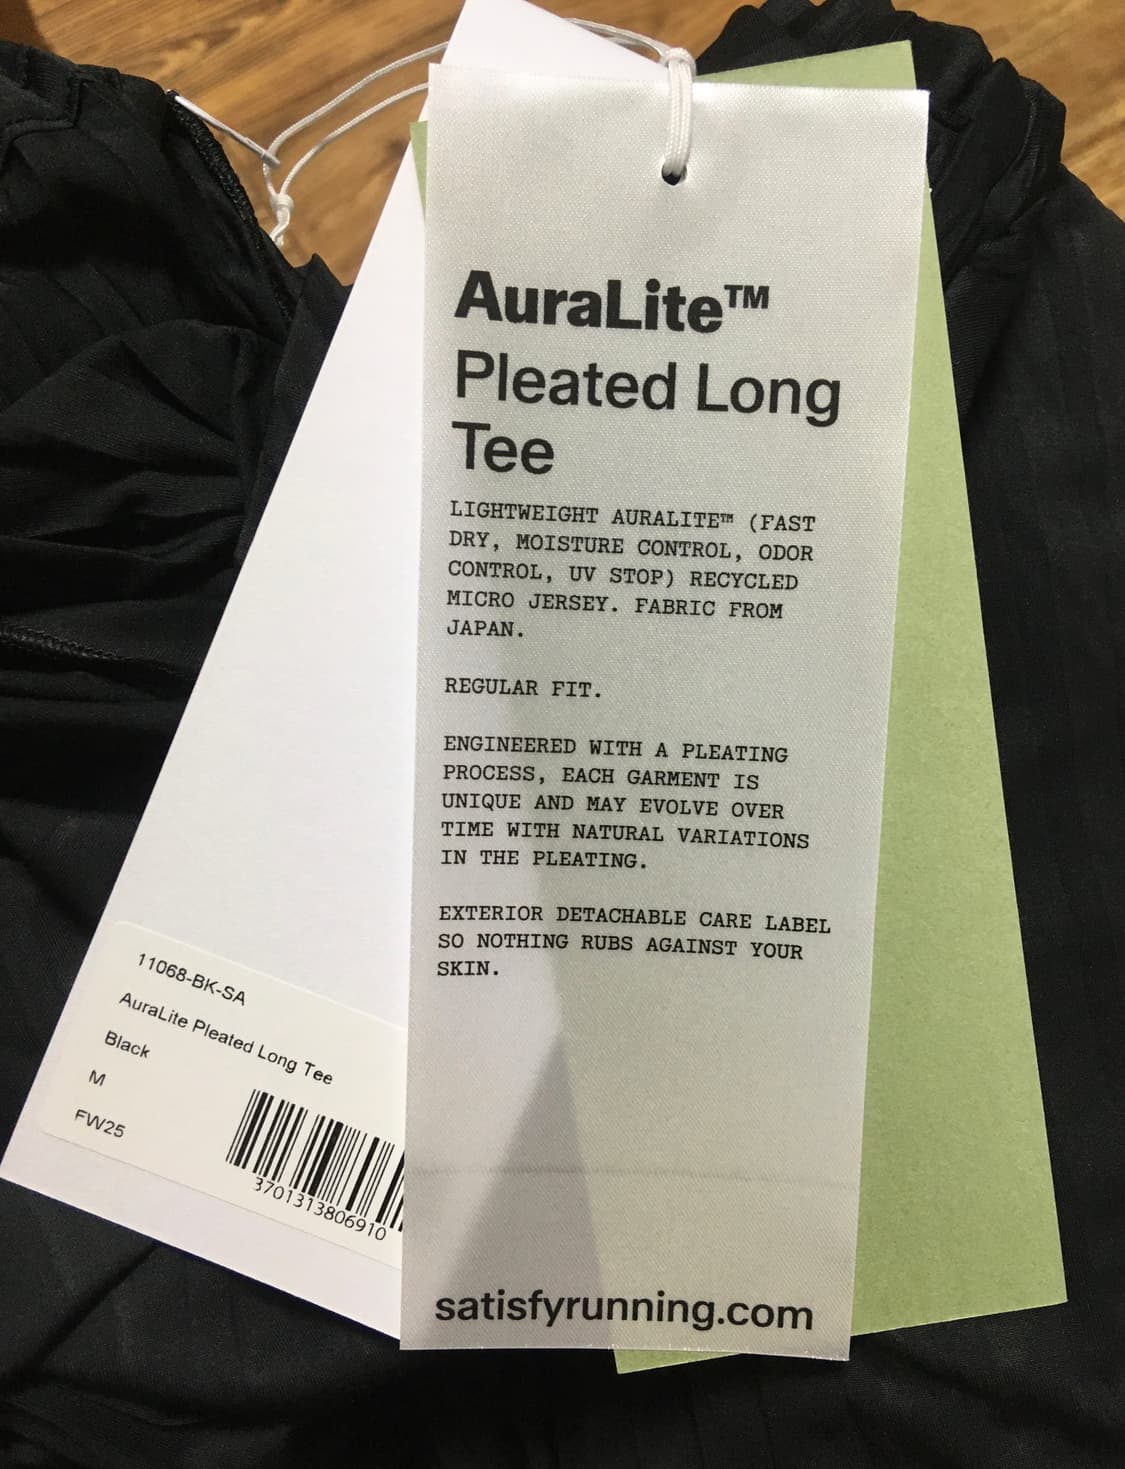 AuraLite™
Pleated Long
Tee
LIGHTWEIGHT AURALITE™ (FAST
DRY, MOISTURE CONTROL, ODOR
CONTROL, UV STOP) RECYCLED
MICRO JERSEY. FABRIC FROM
JAPAN.
REGULAR FIT.
ENGINEERED WITH A PLEATING
PROCESS, EACH GARMENT IS
UNIQUE AND MAY EVOLVE OVER
TIME WITH NATURAL VARIATIONS
IN THE PLEATING.
EXTERIOR DETACHABLE CARE LABEL
SO NOTHING RUBS AGAINST YOUR
SKIN.
satisfyrunning.com
11068-BK-SA
AuraLite Pleated Long Tee
Black
M
FW25
3701313806910